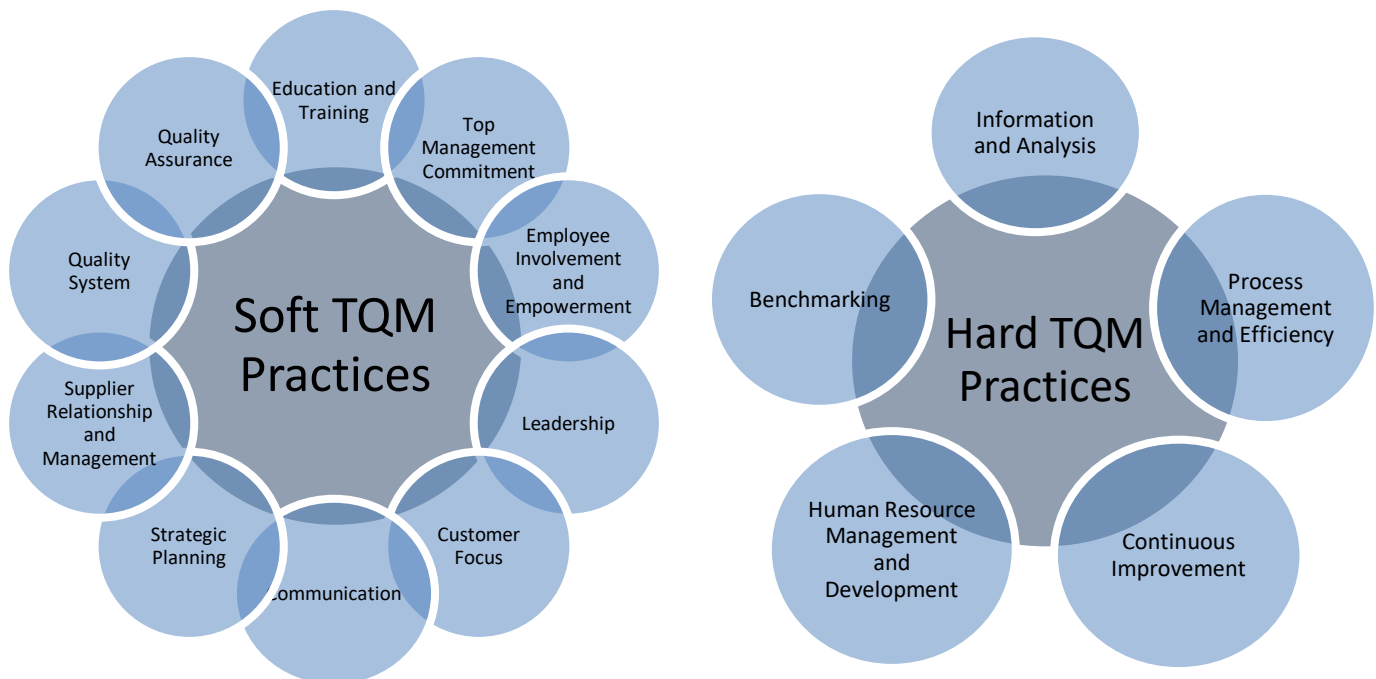 Education and
Training
Top
Management
Commitment
Employee
Involvement
and
Empowerment
Leadership
Customer
Focus
ommunication
Strategic
Planning
Supplier
Relationship
and
Management
Quality
System
Quality
Assurance
Soft TQM
Practices
Information
and Analysis
Process
Management
and Efficiency
Continuous
Improvement
Human Resource
Management
and
Development
Benchmarking
Hard TQM
Practices